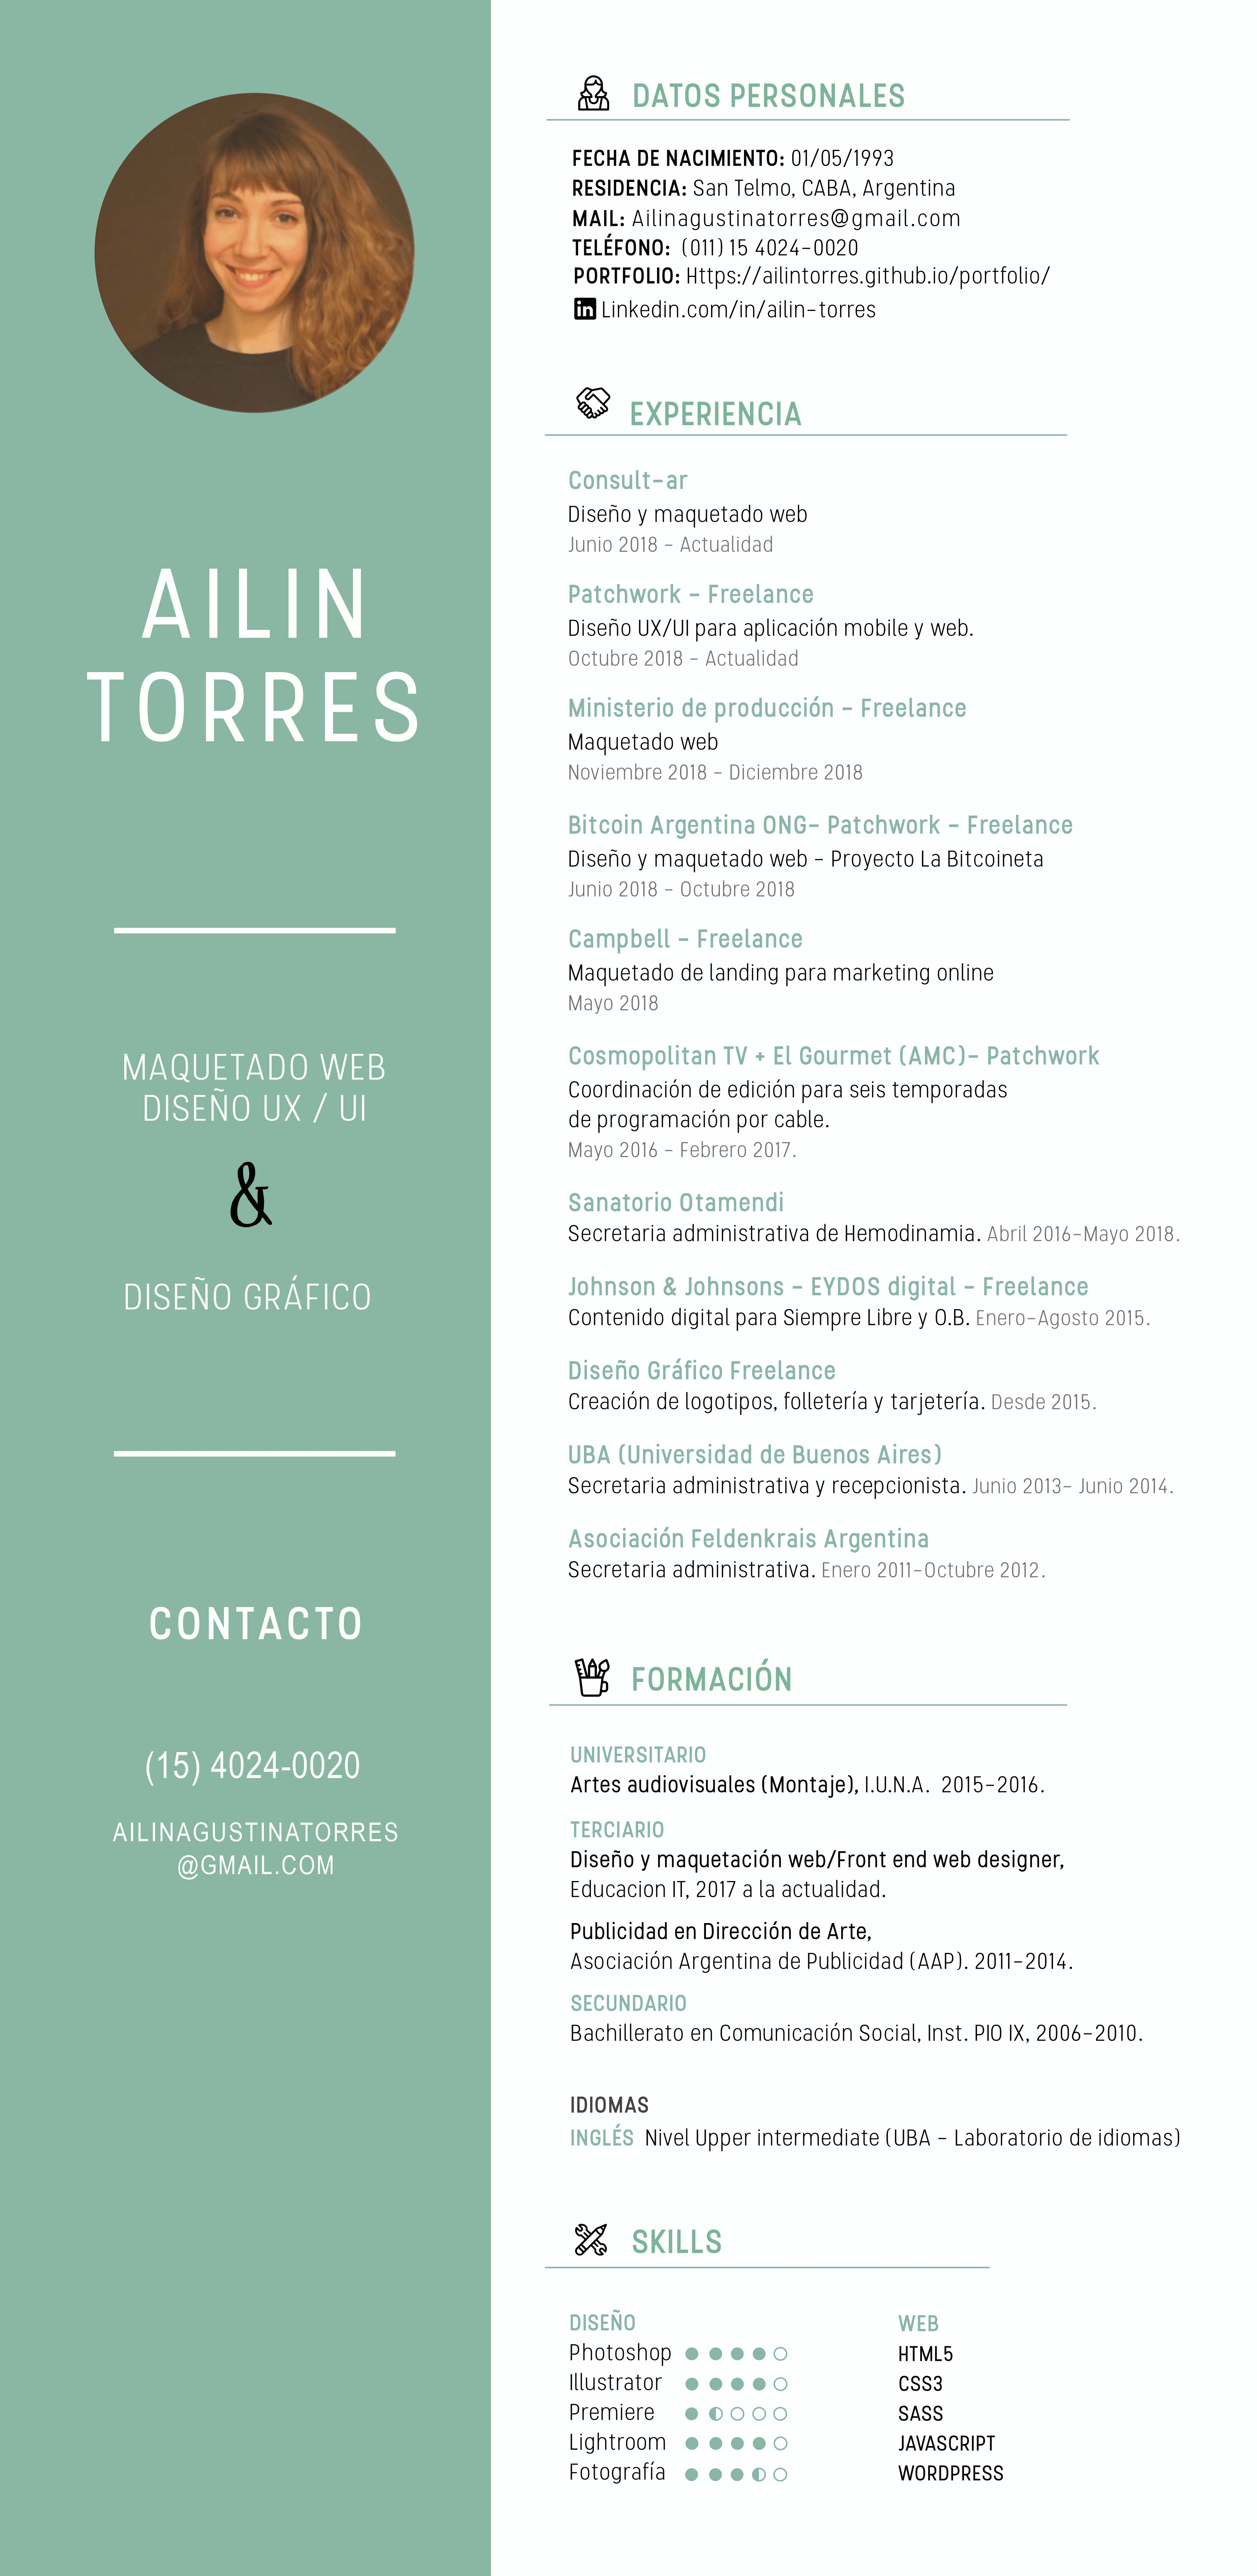 AILIN
TORRES
MAQUETADO WEB
DISEÑO UX / UI
&
DISEÑO GRÁFICO
CONTACTO
(15) 4024-0020
AILINAGUSTINATORRES
@GMAIL.COM
DATOS PERSONALES
FECHA DE NACIMIENTO: 01/05/1993
RESIDENCIA: San Telmo, CABA, Argentina
MAIL: Ailinagustinatorres@gmail.com
TELÉFONO: (011) 15 4024-0020
PORTFOLIO: Https://ailintorres.github.io/portfolio/
in Linkedin.com/in/ailin-torres
EXPERIENCIA
Consult-ar
Diseño y maquetado web
Junio 2018 - Actualidad
Patchwork - Freelance
Diseño UX/UI para aplicación mobile y web.
Octubre 2018 - Actualidad
Ministerio de producción - Freelance
Maquetado web
Noviembre 2018 - Diciembre 2018
Bitcoin Argentina ONG- Patchwork - Freelance
Diseño y maquetado web - Proyecto La Bitcoineta
Junio 2018 - Octubre 2018
Campbell - Freelance
Maquetado de landing para marketing online
Mayo 2018
Cosmopolitan TV + El Gourmet (AMC)- Patchwork
Coordinación de edición para seis temporadas
de programación por cable.
Mayo 2016 - Febrero 2017.
Sanatorio Otamendi
Secretaria administrativa de Hemodinamia. Abril 2016-Mayo 2018.
Johnson & Johnsons - EYDOS digital - Freelance
Contenido digital para Siempre Libre y O.B. Enero-Agosto 2015.
Diseño Gráfico Freelance
Creación de logotipos, folletería y tarjetería. Desde 2015.
UBA (Universidad de Buenos Aires)
Secretaria administrativa y recepcionista. Junio 2013- Junio 2014.
Asociación Feldenkrais Argentina
Secretaria administrativa. Enero 2011-Octubre 2012.
FORMACIÓN
UNIVERSITARIO
Artes audiovisuales (Montaje), I.U.N.A. 2015-2016.
TERCIARIO
Diseño y maquetación web/Front end web designer,
Educacion IT, 2017 a la actualidad.
Publicidad en Dirección de Arte,
Asociación Argentina de Publicidad (AAP). 2011-2014.
SECUNDARIO
Bachillerato en Comunicación Social, Inst. PIO IX, 2006-2010.
IDIOMAS
INGLÉS Nivel Upper intermediate (UBA - Laboratorio de idiomas)
SKILLS
DISEÑO
Photoshop
Illustrator
Premiere
Lightroom
Fotografía
WEB
HTML5
CSS3
SASS
JAVASCRIPT
WORDPRESS